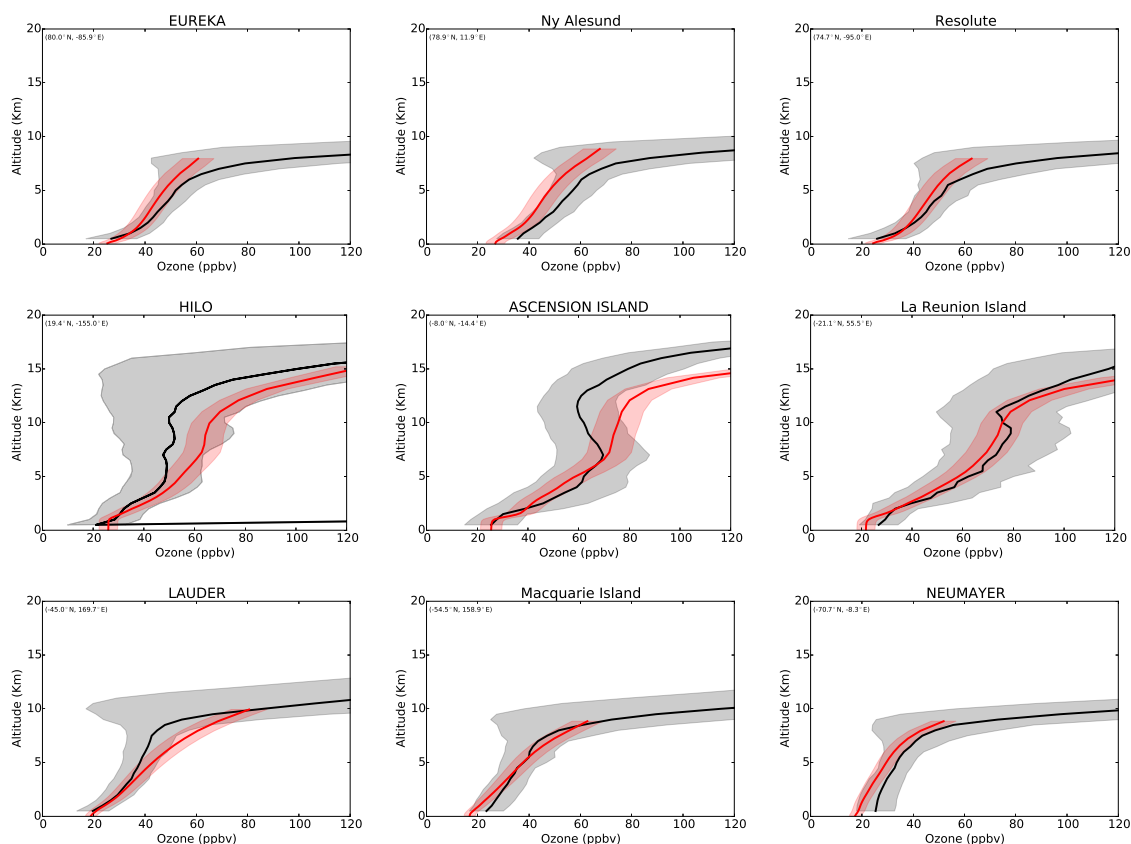 EUREKA
(80.0°N, -85.9°E)
20
15
10
5
0
Altitude (Km)
0 20 40 60 80 100 120
Ozone (ppbv)
Ny Alesund
(78.9°N, 11.9°E)
20
15
10
5
0
Altitude (Km)
0 20 40 60 80 100 120
Ozone (ppbv)
Resolute
(74.7°N, -95.0°E)
20
15
10
5
0
Altitude (Km)
0 20 40 60 80 100 120
Ozone (ppbv)
HILO
(19.4°N, -155.0°E)
20
15
10
5
0
Altitude (Km)
0 20 40 60 80 100 120
Ozone (ppbv)
ASCENSION ISLAND
(-8.0°N, -14.4°E)
20
15
10
5
0
Altitude (Km)
0 20 40 60 80 100 120
Ozone (ppbv)
La Reunion Island
(-21.1°N, 55.5°E)
20
15
10
5
0
Altitude (Km)
0 20 40 60 80 100 120
Ozone (ppbv)
LAUDER
(-45.0°N, 169.7°E)
20
15
10
5
0
Altitude (Km)
0 20 40 60 80 100 120
Ozone (ppbv)
Macquarie Island
(-54.5°N, 158.9°E)
20
15
10
5
0
Altitude (Km)
0 20 40 60 80 100 120
Ozone (ppbv)
NEUMAYER
(-70.7°N, -8.3°E)
20
15
10
5
0
Altitude (Km)
0 20 40 60 80 100 120
Ozone (ppbv)